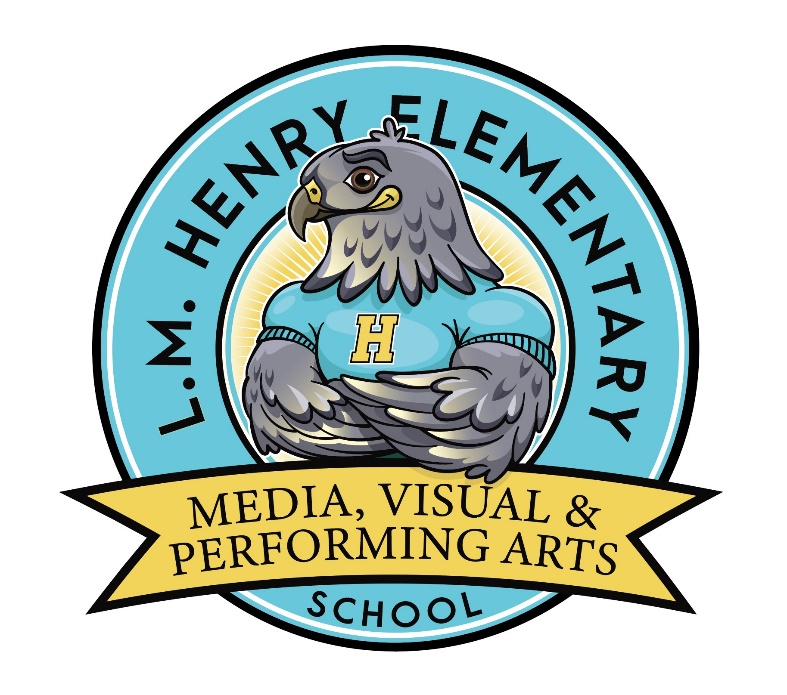 L.M. HENRY ELEMENTARY
H
MEDIA, VISUAL &
PERFORMING ARTS
SCHOOL